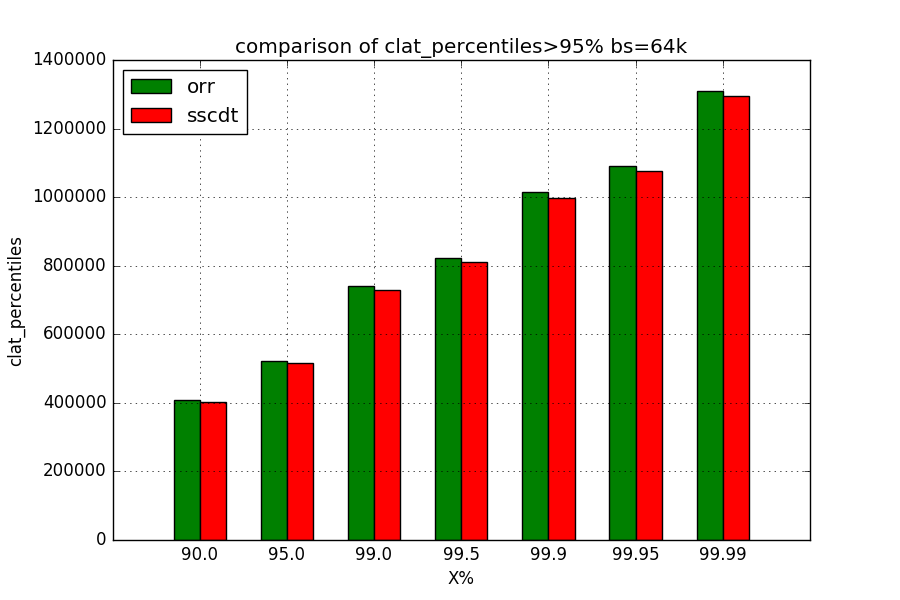 comparison of clat_percentiles>95% bs=64k
orr
sscdt
1400000
1200000
1000000
800000
600000
400000
200000
0
clat_percentiles
90.0 95.0 99.0 99.5 99.9 99.95 99.99
X%